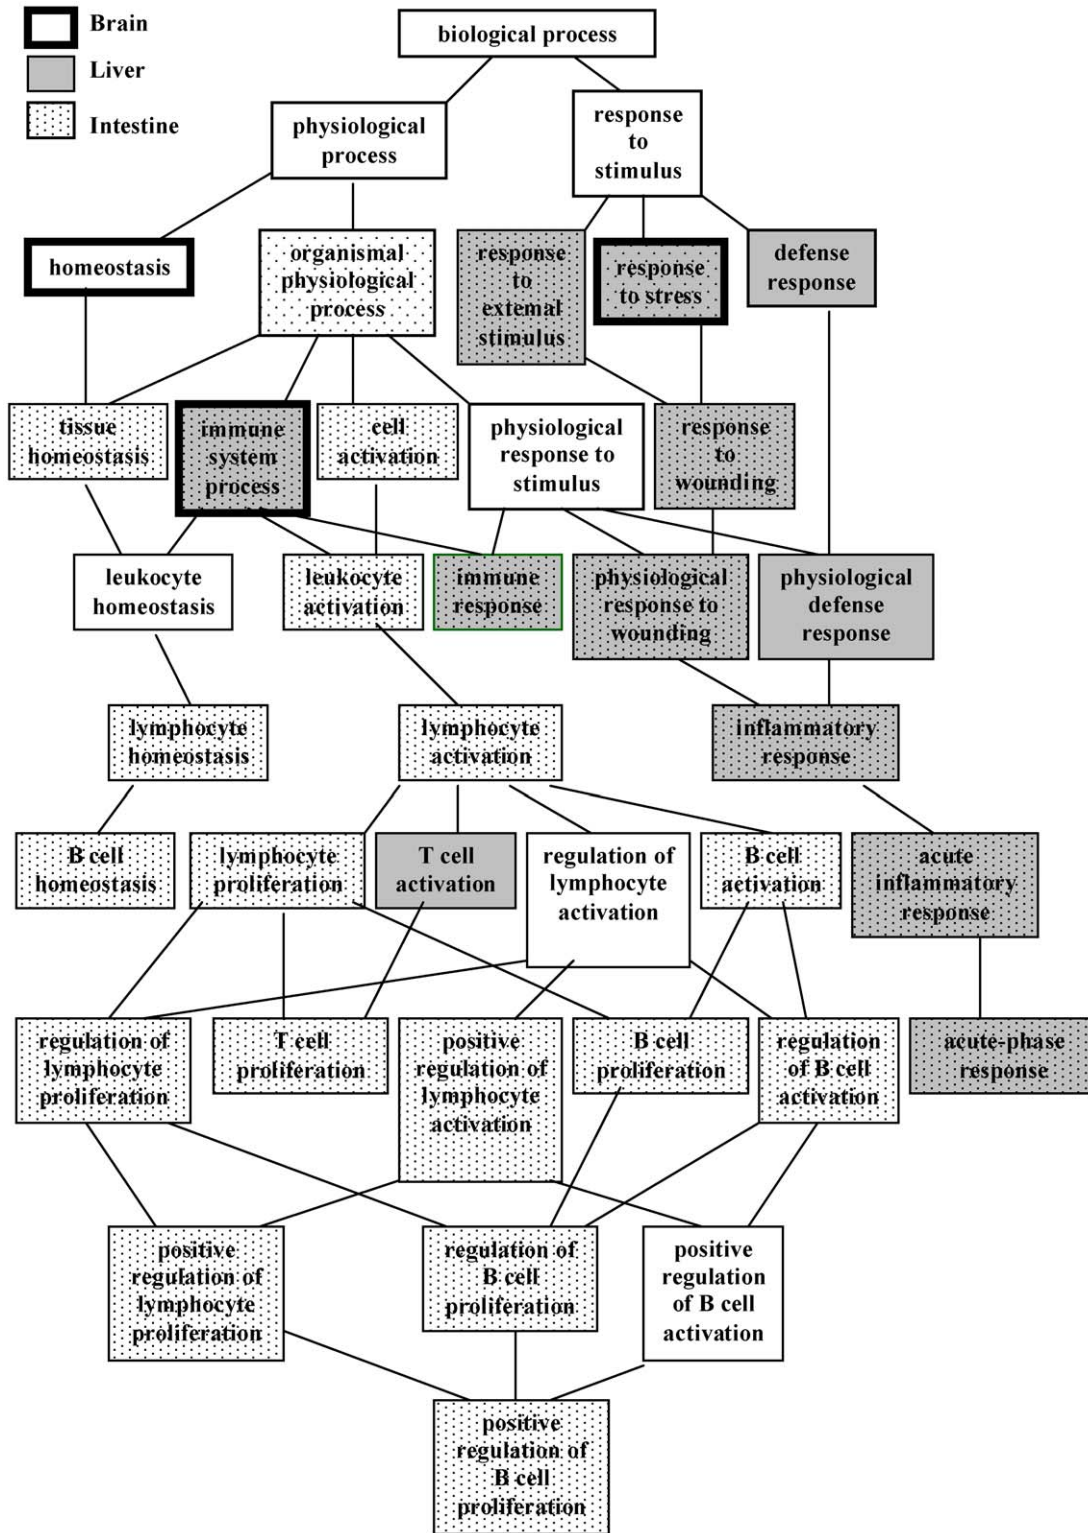 Brain
Liver
Intestine
biological process
physiological
process
response
to
stimulus
homeostasis
organismal
physiological
process
response
to
extemal
stimulus
response
to stress
defense
response
tissue
homeostasis
immune
system
process
cell
activation
physiological
response to
stimulus
response
to
wounding
leukocyte
homeostasis
leukocyte
activation
immune
response
physiological
response to
wounding
physiological
defense
response
lymphocyte
homeostasis
lymphocyte
activation
inflammatory
response
B cell
homeostasis
lymphocyte
proliferation
T cell
activation
regulation of
lymphocyte
activation
B cell
activation
acute
inflammatory
response
regulation of
lymphocyte
proliferation
T cell
proliferation
positive
regulation of
lymphocyte
activation
B cell
proliferation
regulation
of B cell
activation
acute-phase
response
positive
regulation of
lymphocyte
proliferation
regulation of
B cell
proliferation
positive
regulation
of B cell
activation
positive
regulation of
B cell
proliferation